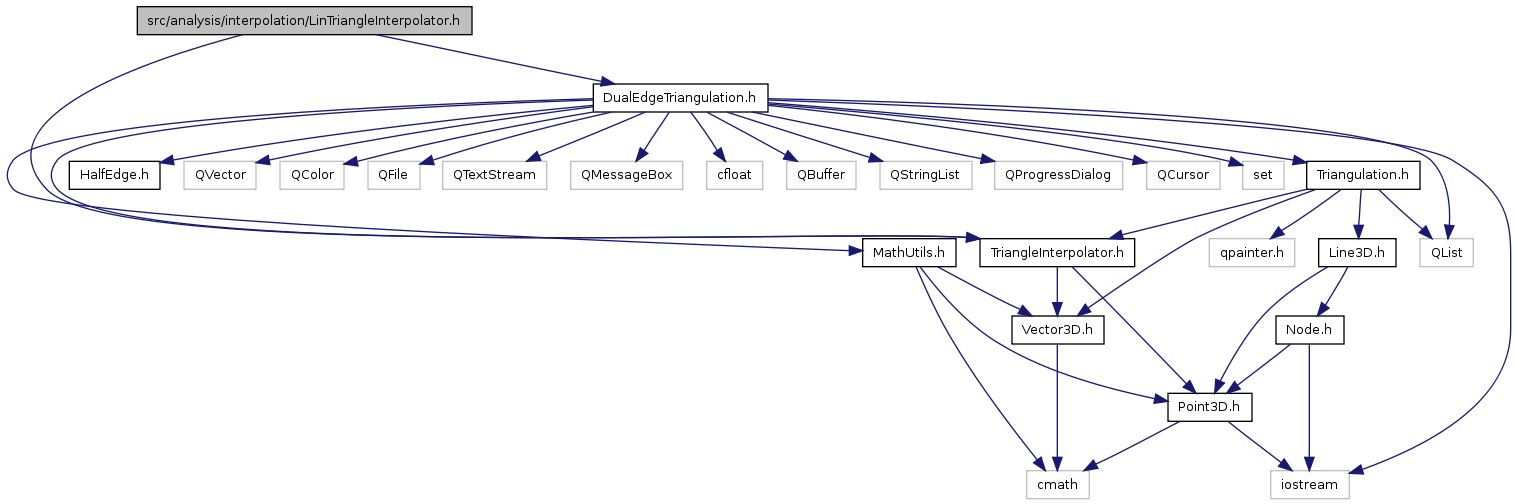 src/analysis/interpolation/LinTriangleInterpolator.h
DualEdgeTriangulation.h
HalfEdge.h
QVector
QColor
QFile
QTextStream
QMessageBox
cfloat
QBuffer
QStringList
QProgressDialog
QCursor
set
Triangulation.h
MathUtils.h
TriangleInterpolator.h
qpainter.h
Line3D.h
QList
Vector3D.h
Node.h
Point3D.h
cmath
iostream